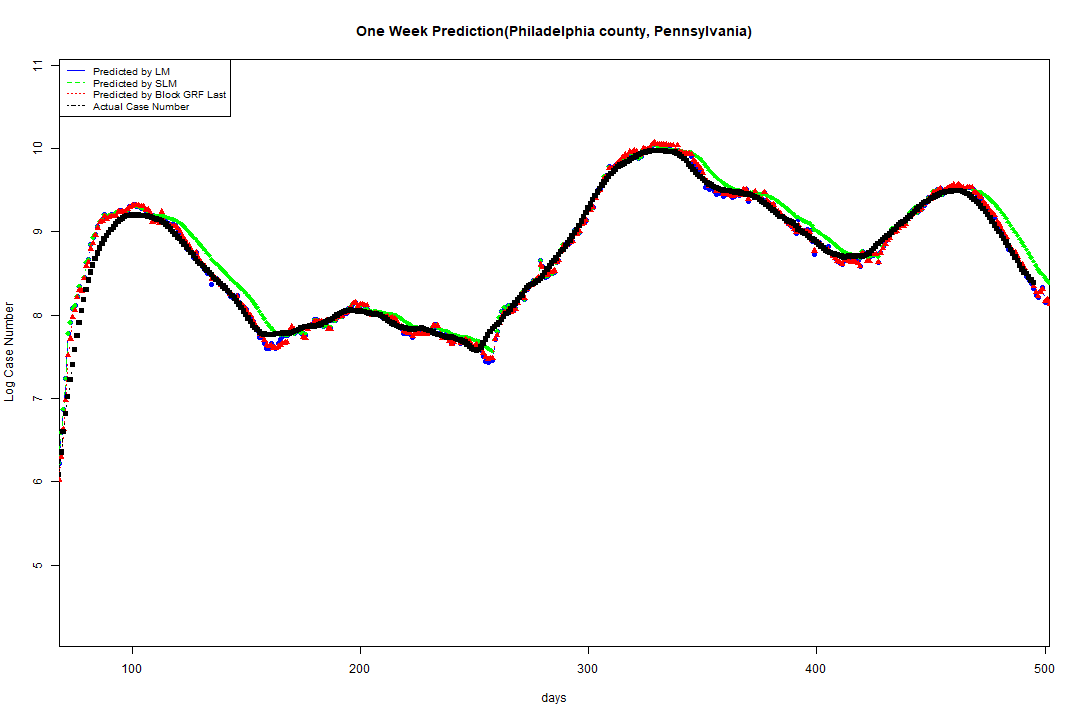 One Week Prediction(Philadelphia county, Pennsylvania)
Predicted by LM
Predicted by SLM
Predicted by Block GRF Last
Actual Case Number
11
10
9
8
7
6
5
Log Case Number
100 200 300 400 500
days